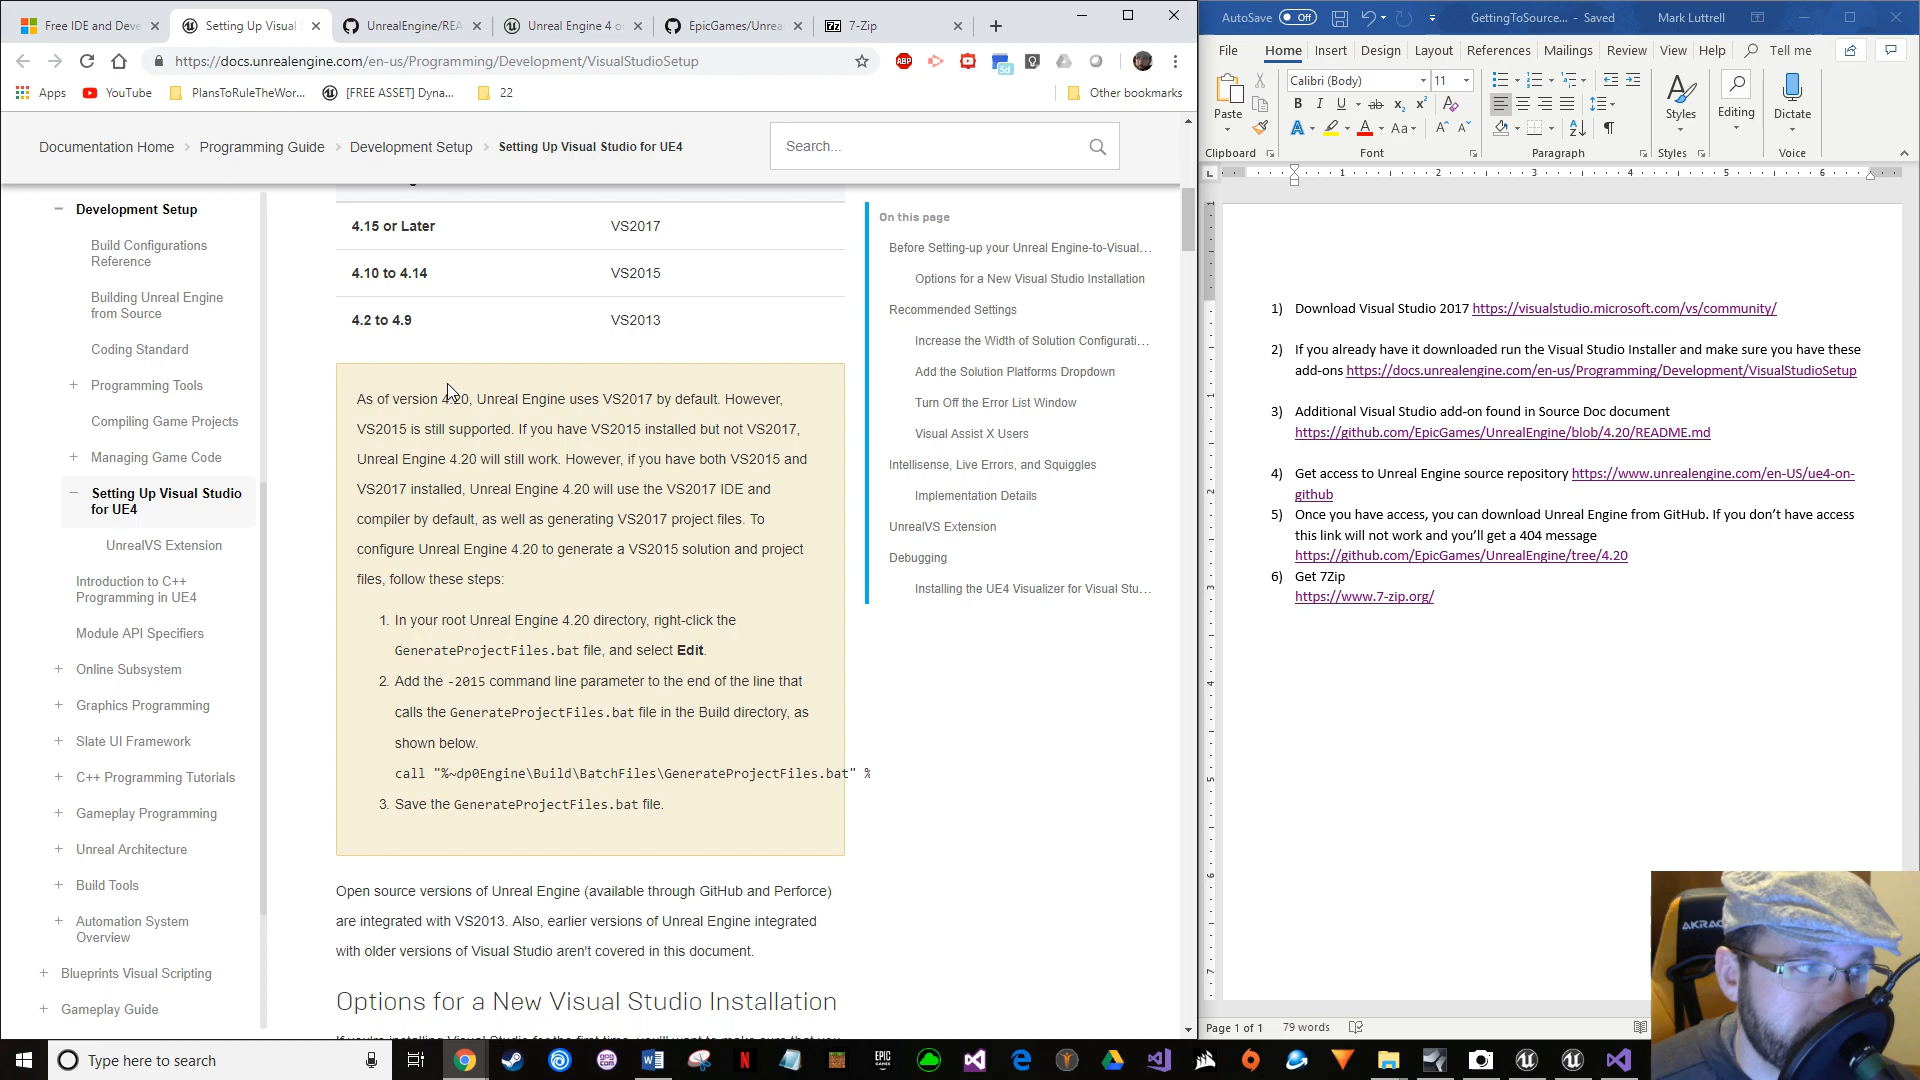 Free IDE and Deve
Setting Up Visual S
UnrealEngine/REA
Unreal Engine 4 o
EpicGames/Unrea
7-Zip
https://docs.unrealengine.com/en-us/Programming/Development/VisualStudioSetup
Apps
YouTube
PlansToRuleTheWor...
[FREE ASSET] Dyna...
22
Other bookmarks
Documentation Home
Programming Guide
Development Setup
Setting Up Visual Studio for UE4
Search...
Development Setup
Build Configurations
Reference
Building Unreal Engine
from Source
Coding Standard
Programming Tools
Compiling Game Projects
Managing Game Code
Setting Up Visual Studio
for UE4
UnrealVS Extension
Introduction to C++
Programming in UE4
Module API Specifiers
Online Subsystem
Graphics Programming
Slate UI Framework
C++ Programming Tutorials
Gameplay Programming
Unreal Architecture
Build Tools
Automation System
Overview
Blueprints Visual Scripting
Gameplay Guide
4.15 or Later VS2017
4.10 to 4.14 VS2015
4.2 to 4.9 VS2013
As of version 4.20, Unreal Engine uses VS2017 by default. However,
VS2015 is still supported. If you have VS2015 installed but not VS2017,
Unreal Engine 4.20 will still work. However, if you have both VS2015 and
VS2017 installed, Unreal Engine 4.20 will use the VS2017 IDE and
compiler by default, as well as generating VS2017 project files. To
configure Unreal Engine 4.20 to generate a VS2015 solution and project
files, follow these steps:
1. In your root Unreal Engine 4.20 directory, right-click the
GenerateProjectFiles.bat file, and select Edit.
2. Add the -2015 command line parameter to the end of the line that
calls the GenerateProjectFiles.bat file in the Build directory, as
shown below.
call "%~dp0Engine\Build\BatchFiles\GenerateProjectFiles.bat" %
3. Save the GenerateProjectFiles.bat file.
Open source versions of Unreal Engine (available through GitHub and Perforce)
are integrated with VS2013. Also, earlier versions of Unreal Engine integrated
with older versions of Visual Studio aren't covered in this document.
Options for a New Visual Studio Installation
On this page
Before Setting-up your Unreal Engine-to-Visual...
Options for a New Visual Studio Installation
Recommended Settings
Increase the Width of Solution Configurati...
Add the Solution Platforms Dropdown
Turn Off the Error List Window
Visual Assist X Users
Intellisense, Live Errors, and Squiggles
Implementation Details
UnrealVS Extension
Debugging
Installing the UE4 Visualizer for Visual Stu...
AutoSave Off
GettingToSource... - Saved
Mark Luttrell
File Home Insert Design Layout References Mailings Review View Help Tell me
Paste
Calibri (Body) 11
Styles
Editing
Dictate
Clipboard
Font
Paragraph
Styles
Voice
1) Download Visual Studio 2017 https://visualstudio.microsoft.com/vs/community/
2) If you already have it downloaded run the Visual Studio Installer and make sure you have these
add-ons https://docs.unrealengine.com/en-us/Programming/Development/VisualStudioSetup
3) Additional Visual Studio add-on found in Source Doc document
https://github.com/EpicGames/UnrealEngine/blob/4.20/README.md
4) Get access to Unreal Engine source repository https://www.unrealengine.com/en-US/ue4-on-
github
5) Once you have access, you can download Unreal Engine from GitHub. If you don’t have access
this link will not work and you’ll get a 404 message
https://github.com/EpicGames/UnrealEngine/tree/4.20
6) Get 7Zip
https://www.7-zip.org/
Page 1 of 1 79 words
Type here to search